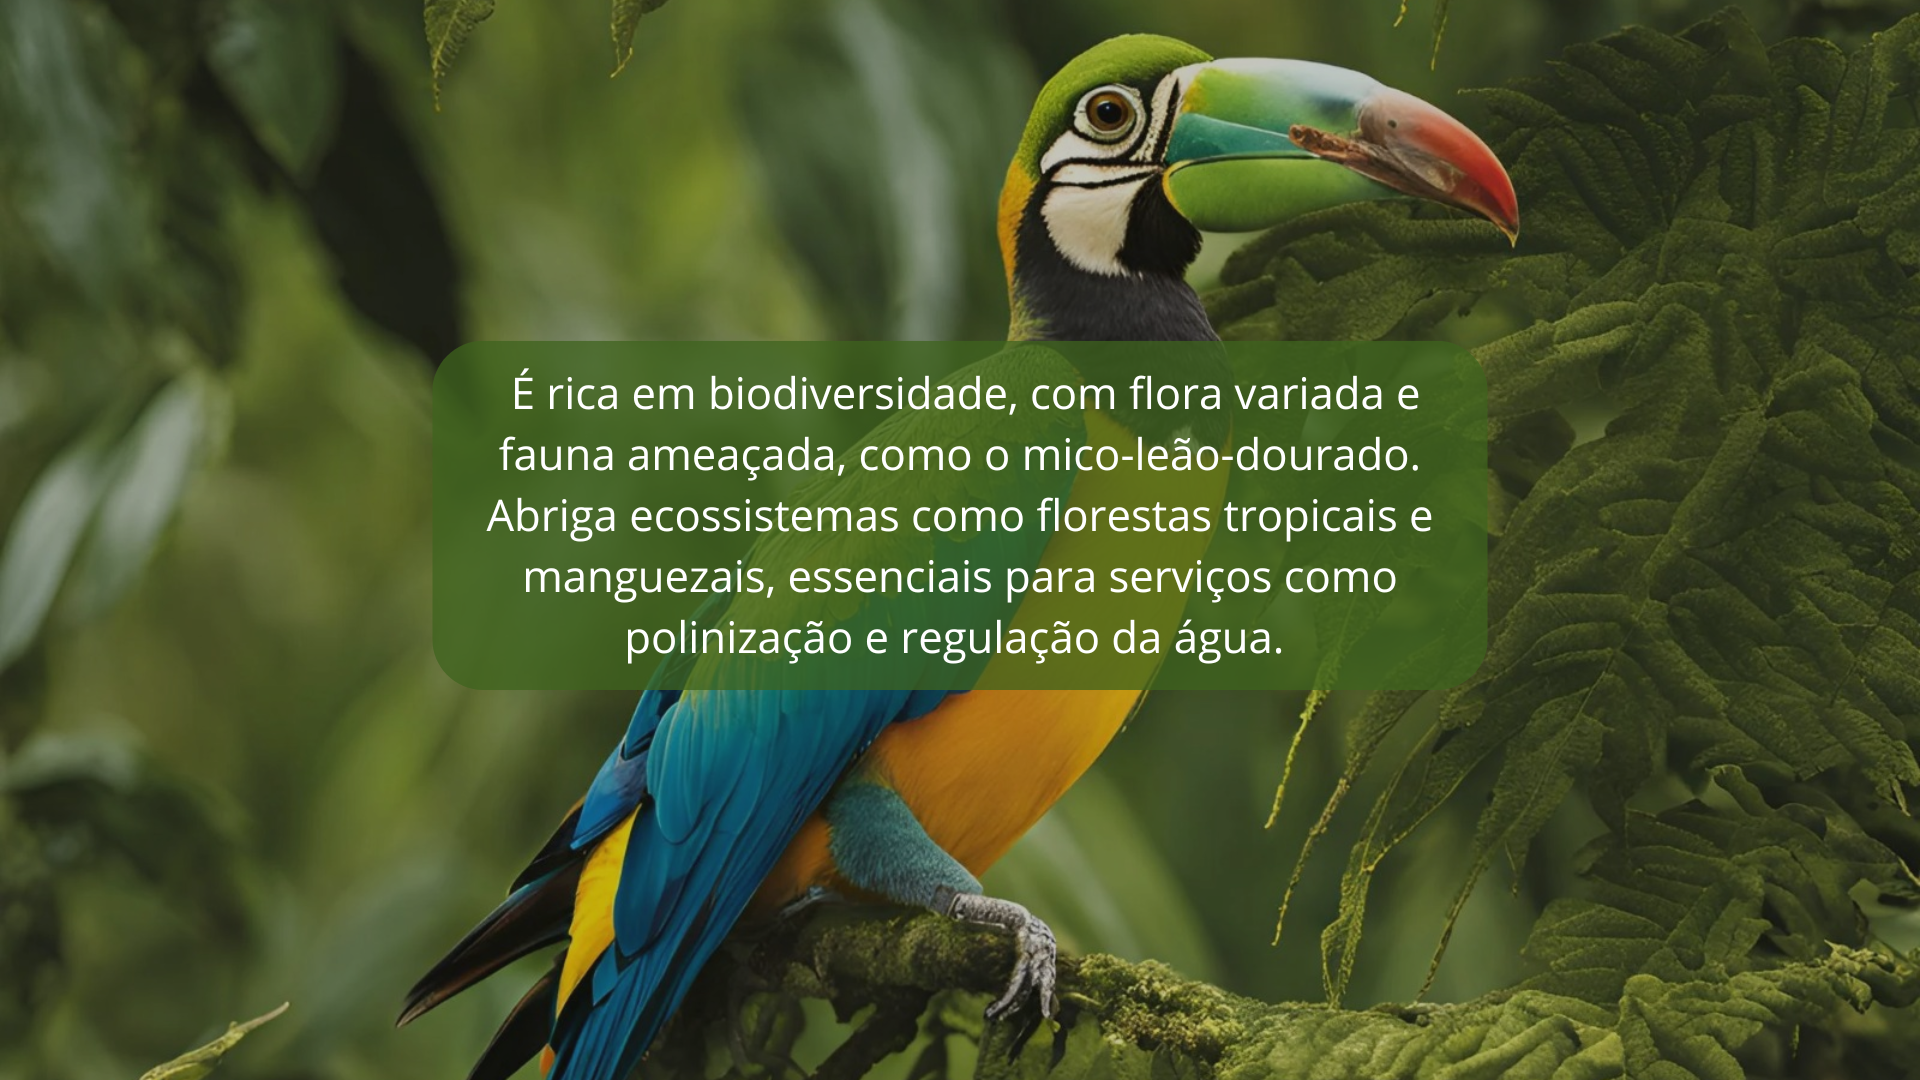 É rica em biodiversidade, com flora variada e
fauna ameaçada, como o mico-leão-dourado.
Abriga ecossistemas como florestas tropicais e
manguezais, essenciais para serviços como
polinização e regulação da água.